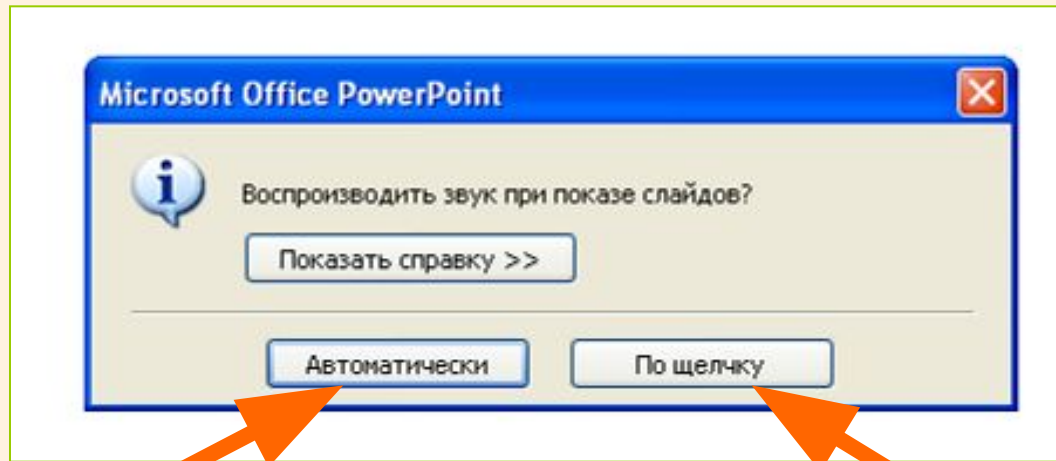 Microsoft Office PowerPoint
Воспроизводить звук при показе слайдов?
Показать справку >>
Автоматически
По щелчку